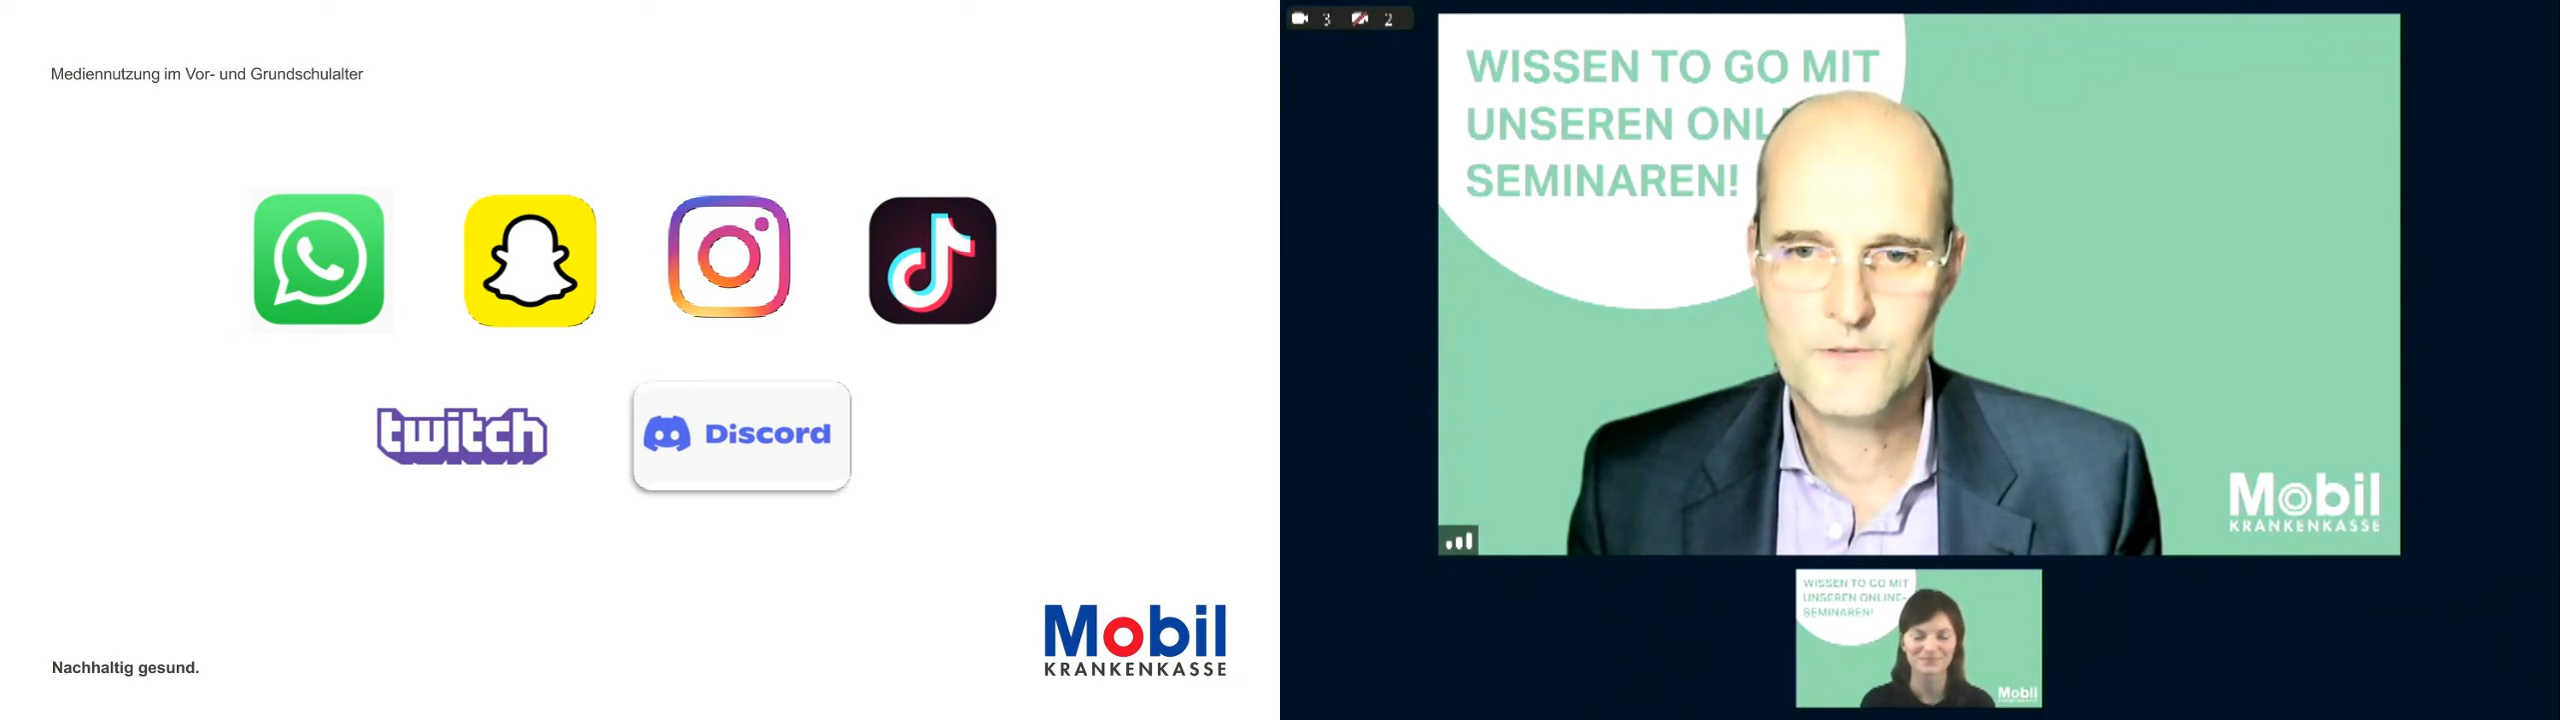 Mediennutzung im Vor- und Grundschulalter
twitch
Discord
Nachhaltig gesund.
Mobil
KRANKENKASSE
3 2
WISSEN TO GO MIT
UNSEREN ONL
SEMINAREN!
Mobil
KRANKENKASSE
WISSEN TO GO MIT
UNSEREN ONLINE-
SEMINAREN!
Mobil